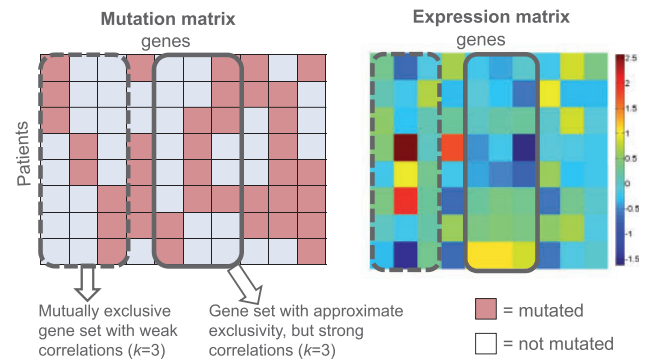 Mutation matrix
genes
Patients
Expression matrix
genes
2.5
2
1.5
1
0.5
0
-0.5
-1
-1.5
Mutually exclusive
gene set with weak
correlations (k=3)
Gene set with approximate
exclusivity, but strong
correlations (k=3)
= mutated
= not mutated